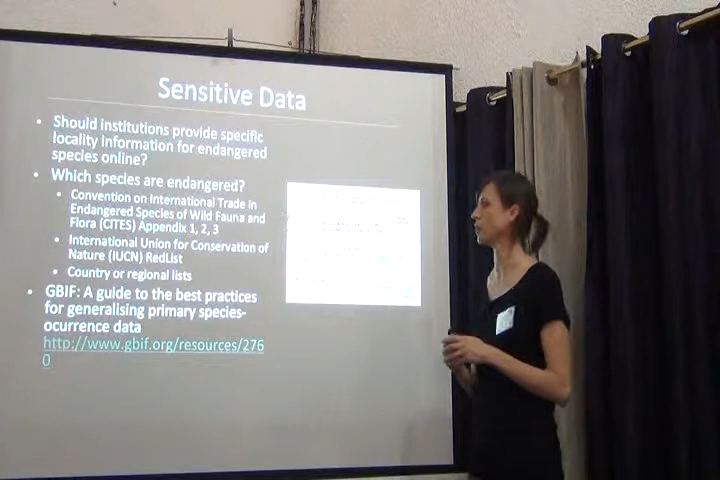 Sensitive Data
• Should institutions provide specific
locality information for endangered
species online?
• Which species are endangered?
• Convention on International Trade in
Endangered Species of Wild Fauna and
Flora (CITES) Appendix 1, 2, 3
• International Union for Conservation of
Nature (IUCN) RedList
• Country or regional lists
• GBIF: A guide to the best practices
for generalising primary species-
ocurrence data
http://www.gbif.org/resources/276
0